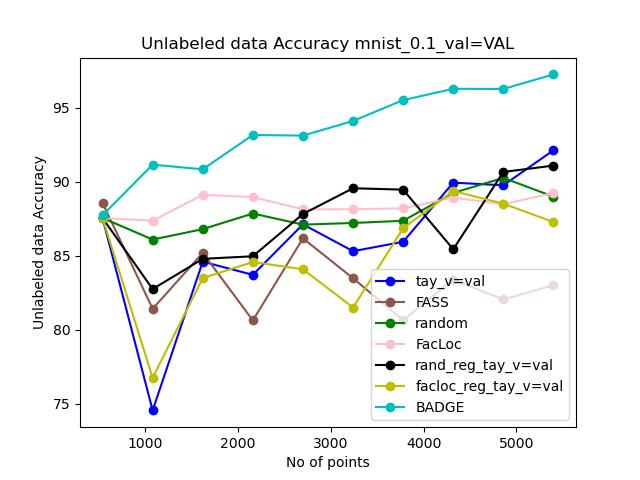 Unlabeled data Accuracy mnist_0.1_val=VAL
Unlabeled data Accuracy
95
90
85
80
75
1000
2000
3000
4000
5000
No of points
tay_v=val
FASS
random
FacLoc
rand_reg_tay_v=val
facloc_reg_tay_v=val
BADGE